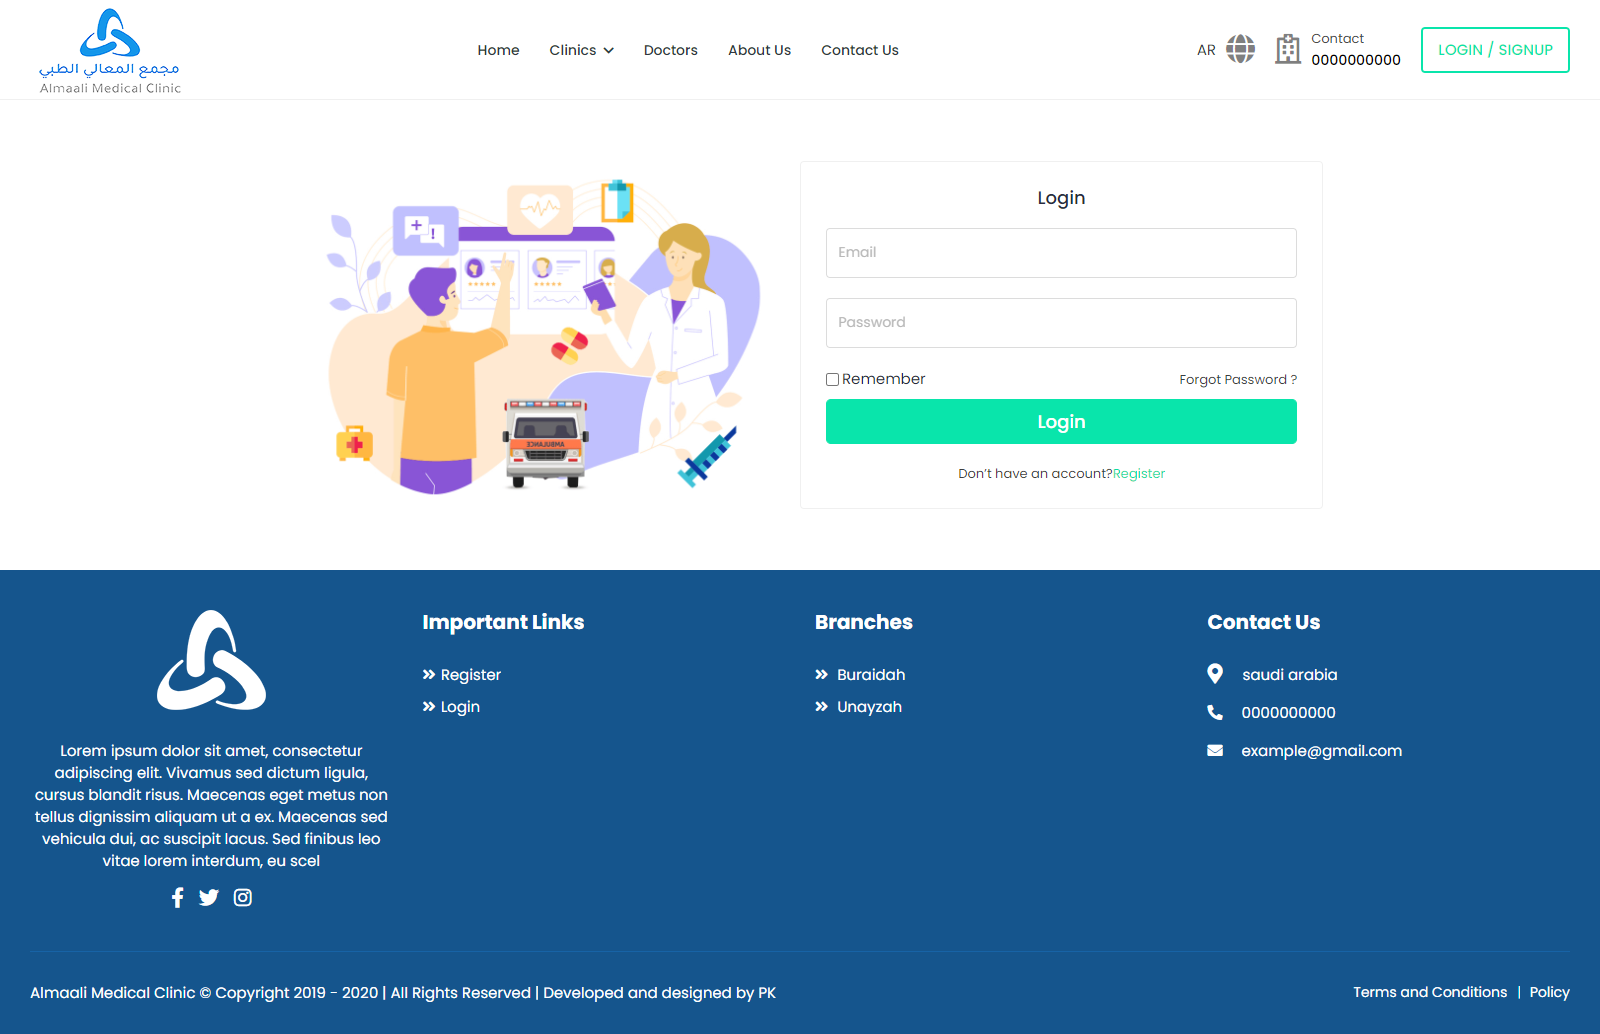 مجمع المعالي الطبي
Almaali Medical Clinic
Home
Clinics
Doctors
About Us
Contact Us
AR
Contact
0000000000
LOGIN / SIGNUP
AMBULANCE
Login
Email
Password
Remember
Forgot Password ?
Login
Don't have an account?Register
Lorem ipsum dolor sit amet, consectetur
adipiscing elit. Vivamus sed dictum ligula,
cursus blandit risus. Maecenas eget metus non
tellus dignissim aliquam ut a ex. Maecenas sed
vehicula dui, ac suscipit lacus. Sed finibus leo
vitae lorem interdum, eu scel
Important Links
Register
Login
Branches
Buraidah
Unayzah
Contact Us
saudi arabia
0000000000
example@gmail.com
Almaali Medical Clinic © Copyright 2019 - 2020 | All Rights Reserved | Developed and designed by PK
Terms and Conditions | Policy